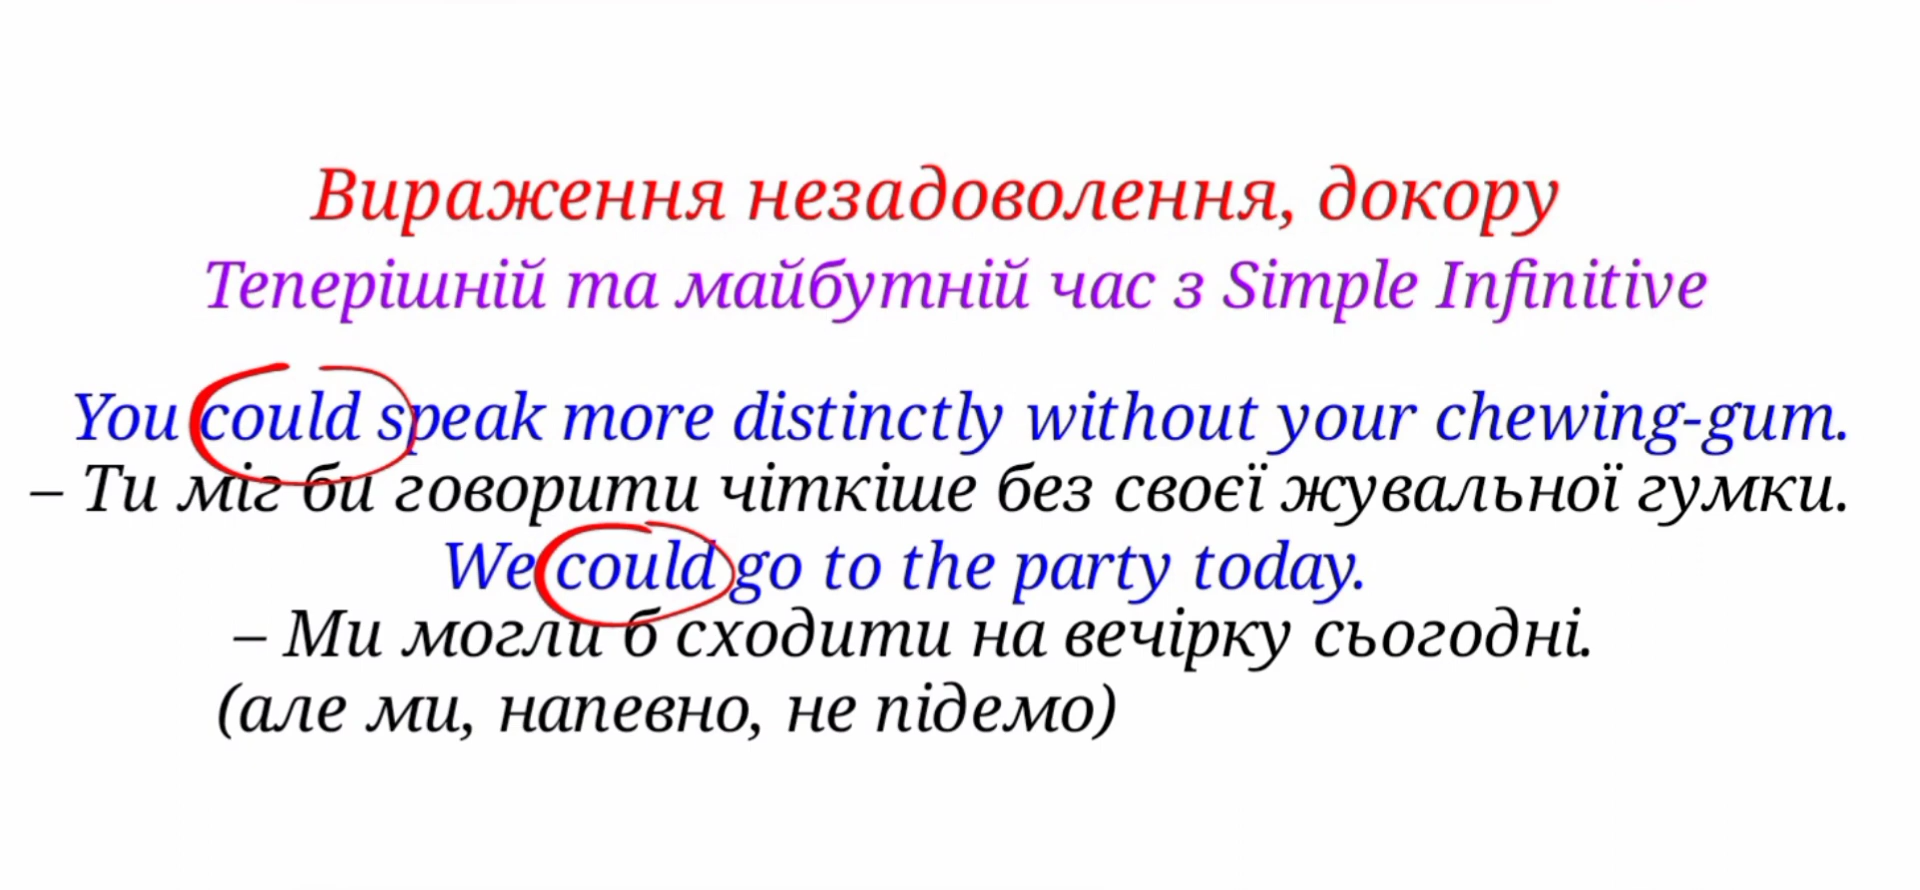 Вираження незадоволення, докору
Теперішній та майбутній час з Simple Infinitive
You could speak more distinctly without your chewing-gum.
– Ти міг би говорити чіткіше без своєї жувальної гумки.
We could go to the party today.
– Ми могли б сходити на вечірку сьогодні.
(але ми, напевно, не підемо)